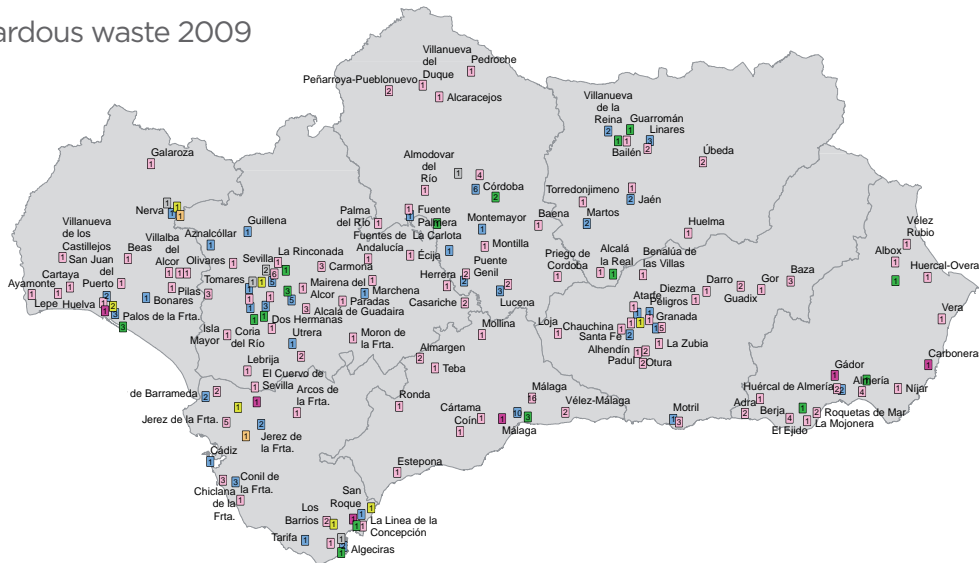 ardous waste 2009
Villanueva
del
Duque
Pedroche
Peñarroya-Pueblonuevo
Alcaracejos
Villanueva
de la
Reina
Guarromán
Linares
Bailén
Úbeda
Galaroza
Almodovar
del
Río
Córdoba
Torredonjimeno
Jaén
Martos
Huelma
Nerva
Guillena
Aznalcóllar
Palma
del Río
Fuente
Palmera
Fuentes de
Andalucía
La Carlota
Montemayor
Baena
Montilla
Villanueva
de los
Castillejos
San Juan
del
Puerto
Beas
Villalba
del
Alcor
Olivares
Tomares
Sevilla
La Rinconada
Carmona
Écija
Puente
Genil
Herrera
Priego de
Cordoba
Alcalá
la Real
Benalúa de
las Villas
Vélez
Rubio
Albox
Huercal-Overa
Ayamonte
Cartaya
Lepe
Huelva
Bonares
Pilas
Palos de la Frta.
Mairena del
Alcor
Marchena
Paradas
Alcalá de Guadaira
Casariche
Lucena
Atarfe
Peligros
Diezma
Darro
Guadix
Gor
Baza
Vera
Isla
Mayor
Coria
del Río
Dos Hermanas
Utrera
Moron de
la Frta.
Mollina
Loja
Chauchina
Santa Fe
Granada
Alhendín
La Zubia
Padul
Otura
Lebrija
El Cuervo de
Sevilla
Almargen
Teba
Gádor
Carbonera
Huércal de Almería
Almería
Níjar
de Barrameda
Arcos de
la Frta.
Ronda
Cártama
Coín
Málaga
Málaga
Vélez-Málaga
Motril
Adra
Berja
El Ejido
Roquetas de Mar
La Mojonera
Jerez de la Frta.
Jerez de
la Frta.
Cádiz
Conil de
la Frta.
Chiclana
de la
Frta.
Estepona
San
Roque
Los
Barrios
La Linea de la
Concepción
Tarifa
Algeciras